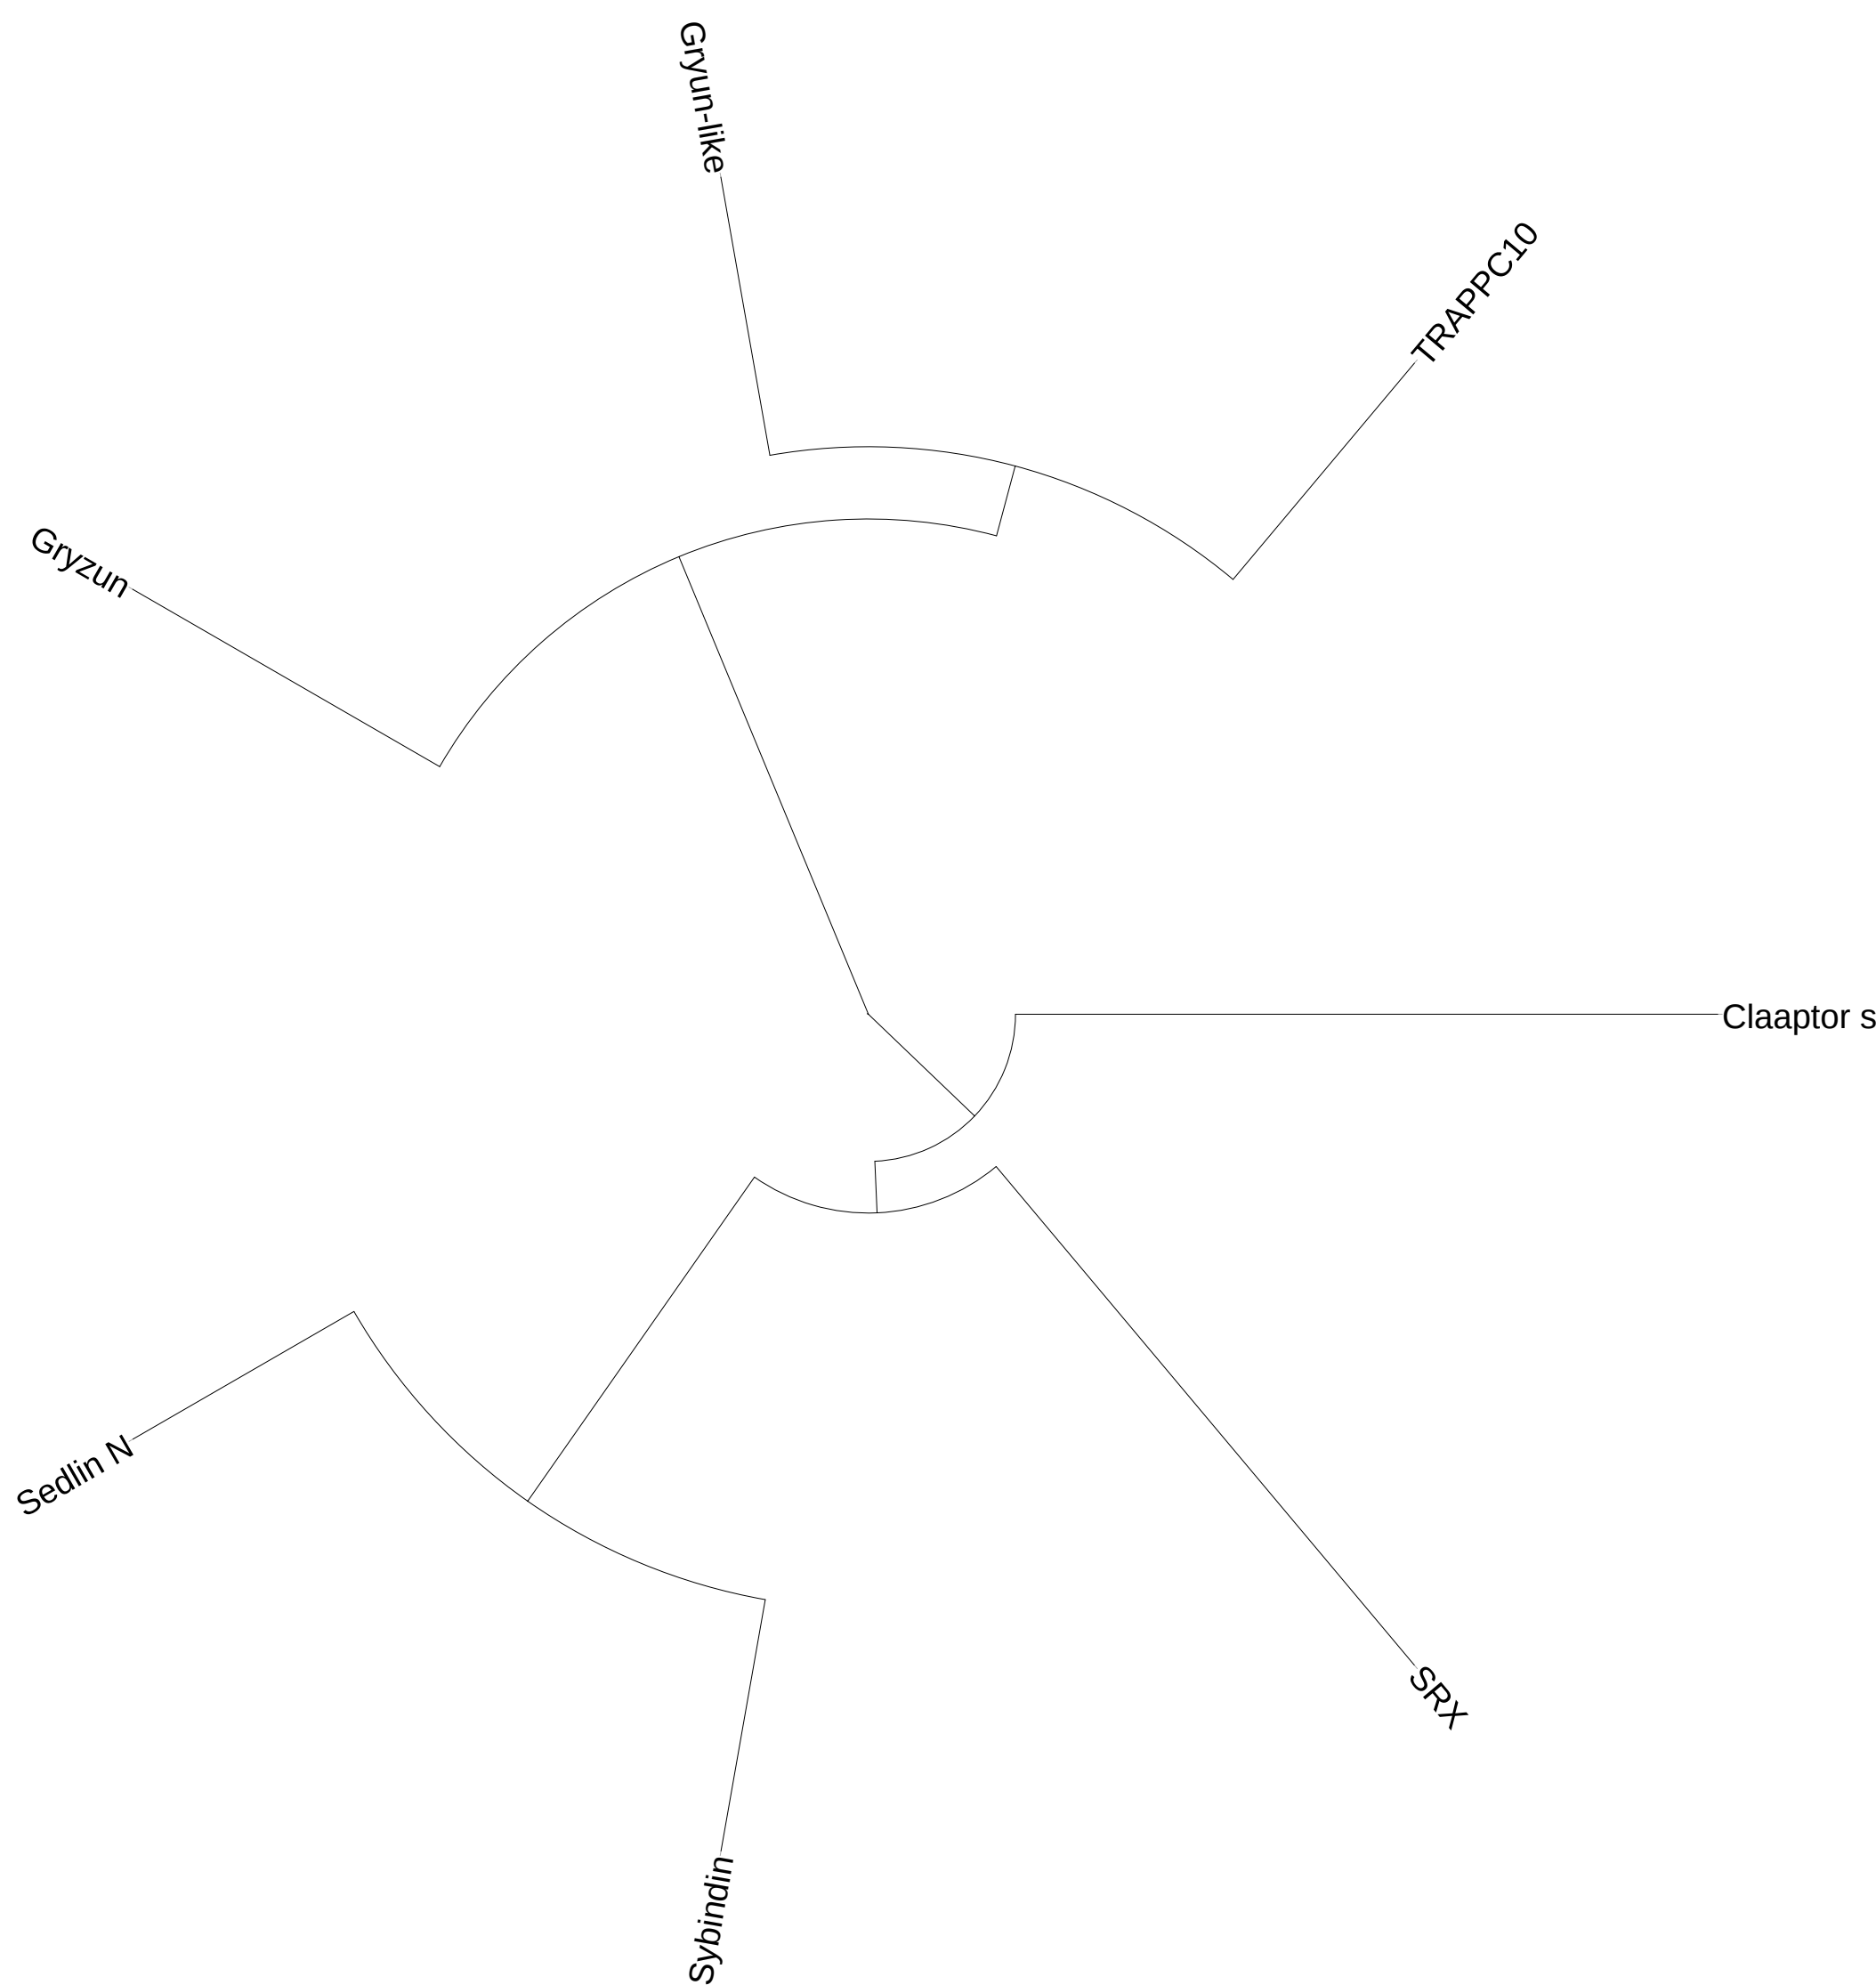 Gryun-like
TRAPPC10
Gryzun
Claaptor s
Sedlin N
SRX
sybindin